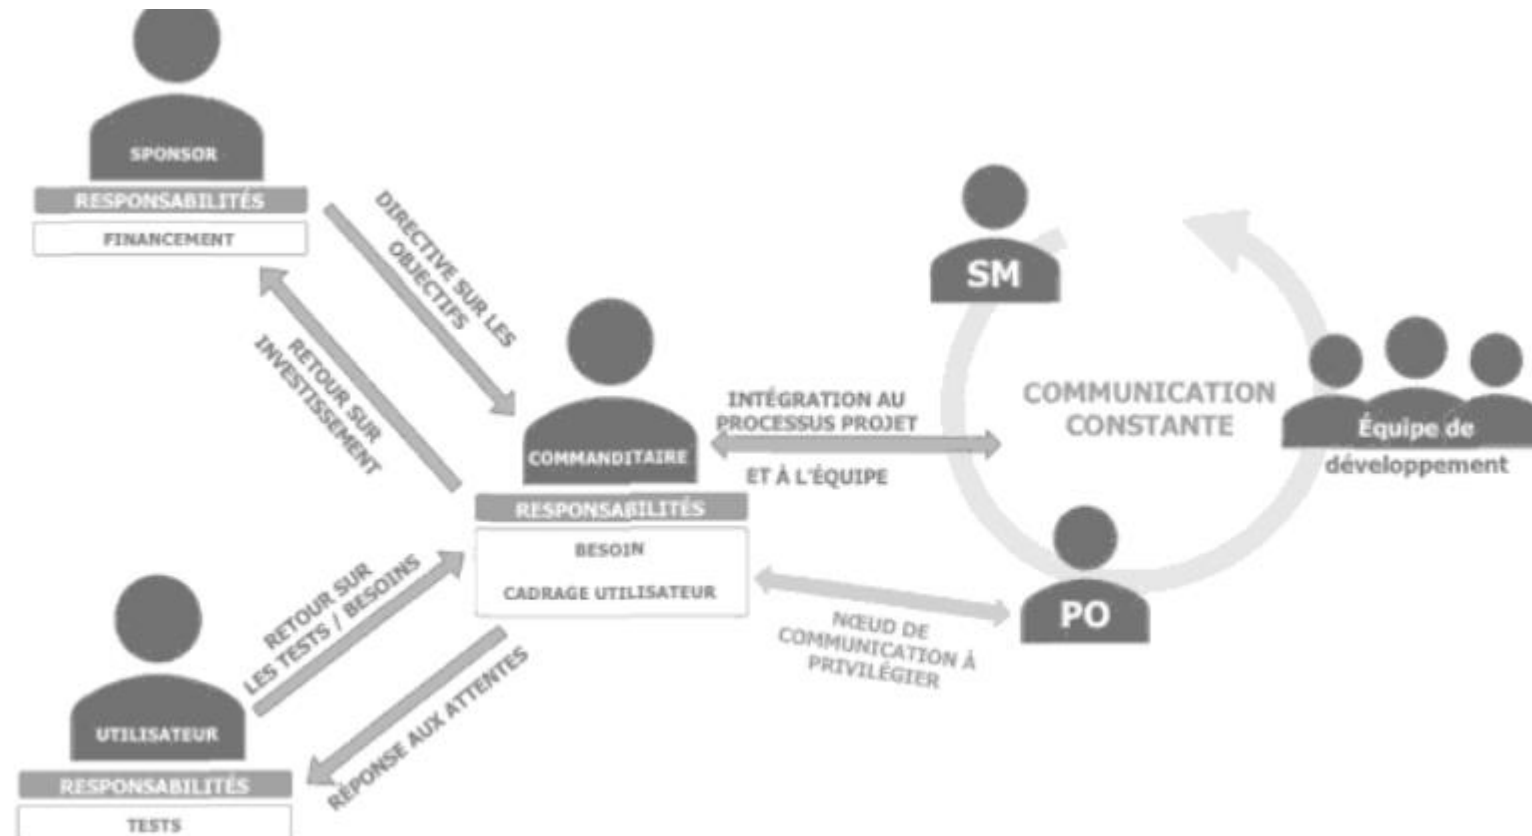 SPONSOR
RESPONSABILITÉS
FINANCEMENT
DIRECTIVE SUR LES
OBJECTIFS
RETOUR SUR
INVESTISSEMENT
COMMANDITAIRE
RESPONSABILITÉS
BESOIN
CADRAGE UTILISATEUR
INTÉGRATION AU
PROCESSUS PROJET
ET À L'ÉQUIPE
SM
COMMUNICATION
CONSTANTE
Équipe de
développement
PO
NŒUD DE
COMMUNICATION À
PRIVILÉGIER
RETOUR SUR
LES TESTS / BESOINS
RÉPONSE AUX ATTENTES
UTILISATEUR
RESPONSABILITÉS
TESTS